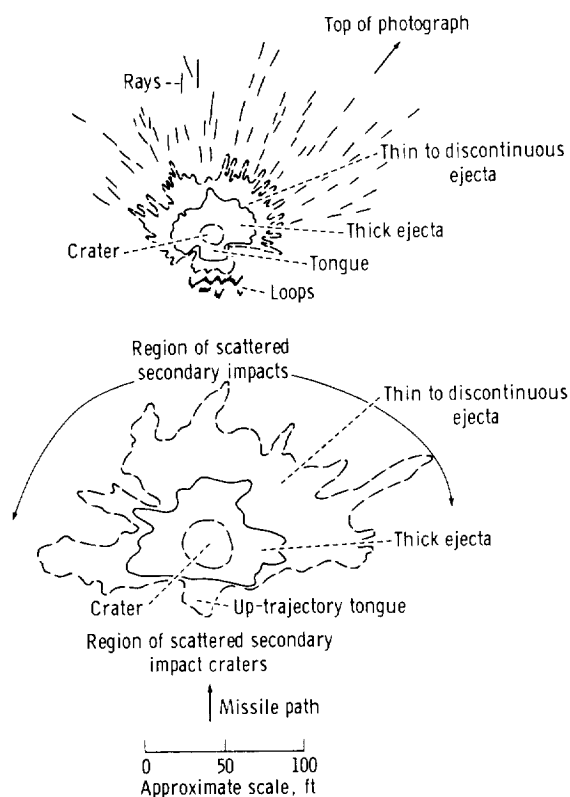 Top of photograph
Rays
Thin to discontinuous
ejecta
Thick ejecta
Crater
Tongue
Loops
Region of scattered
secondary impacts
Thin to discontinuous
ejecta
Thick ejecta
Crater
Up-trajectory tongue
Region of scattered secondary
impact craters
Missile path
0 50 100
Approximate scale, ft